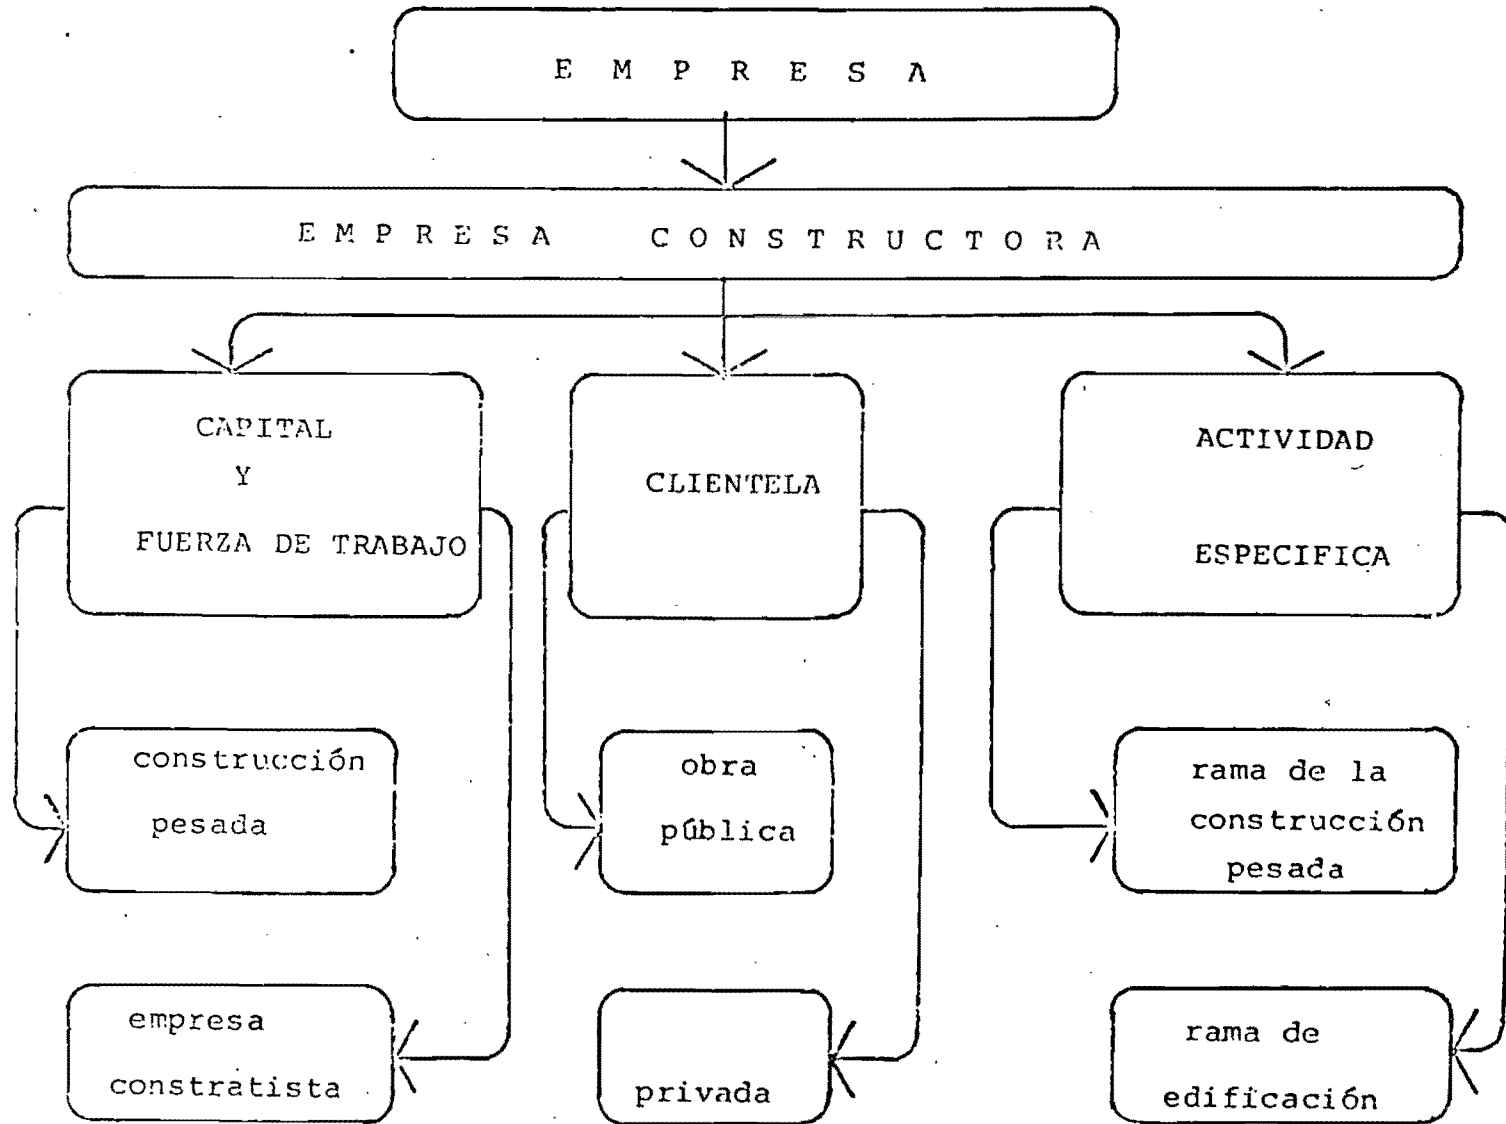 E M P R E S A
E M P R E S A C O N S T R U C T O R A
CAPITAL
Y
FUERZA DE TRABAJO
CLIENTELA
ACTIVIDAD
ESPECIFICA
construcción
pesada
obra
pública
rama de la
construcción
pesada
empresa
constratista
privada
rama de
edificación